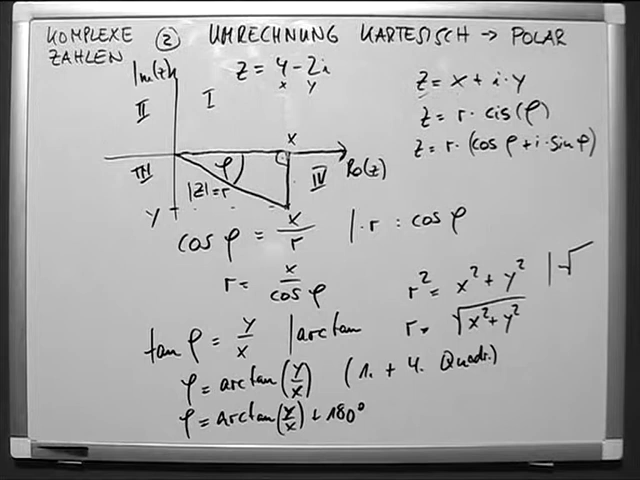 KOMPLEXE ZAHLEN ② UMRECHNUNG KARTESISCH → POLAR
Im(z)
z = 4 - 2i
x y
II
I
III
IV
x
φ
|z|=r
Re(z)
y
x
z = x + i·y
z = r · cis(φ)
z = r · (cos φ + i · sin φ)
cos φ = x/r |·r : cos φ
r = x/cos φ
r² = x² + y² |√
r = √x²+y²
tan φ = y/x |arctan
φ = arctan(y/x) (1. + 4. Quadr.)
φ = arctan(y/x) + 180°